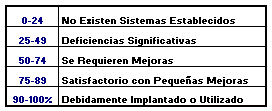 0-24 No Existen Sistemas Establecidos
25-49 Deficiencias Significativas
50-74 Se Requieren Mejoras
75-89 Satisfactorio con Pequeñas Mejoras
90-100% Debidamente Implantado o Utilizado